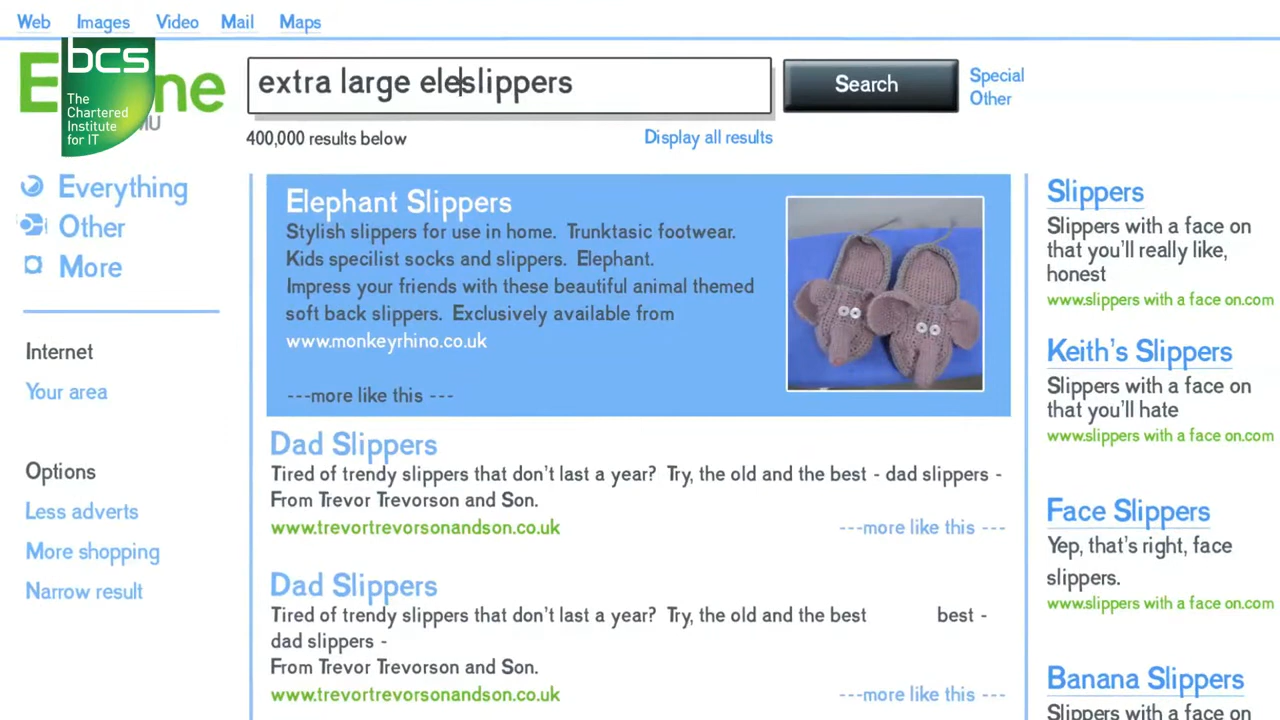 Web Images Video Mail Maps
bcs
The
Chartered
Institute
for IT
extra large eleslippers
Search
Special
Other
400,000 results below
Display all results
Everything
Other
More
Internet
Your area
Options
Less adverts
More shopping
Narrow result
Elephant Slippers
Stylish slippers for use in home. Trunktasic footwear.
Kids specilist socks and slippers. Elephant.
Impress your friends with these beautiful animal themed
soft back slippers. Exclusively available from
www.monkeyrhino.co.uk
---more like this ---
Dad Slippers
Tired of trendy slippers that don't last a year? Try, the old and the best - dad slippers -
From Trevor Trevorson and Son.
www.trevortrevorsonandson.co.uk
---more like this ---
Dad Slippers
Tired of trendy slippers that don't last a year? Try, the old and the best best -
dad slippers -
From Trevor Trevorson and Son.
www.trevortrevorsonandson.co.uk
---more like this ---
Slippers
Slippers with a face on
that you'll really like,
honest
www.slippers with a face on.com
Keith's Slippers
Slippers with a face on
that you'll hate
www.slippers with a face on.com
Face Slippers
Yep, that's right, face
slippers.
www.slippers with a face on.com
Banana Slippers
Slippers with a face on